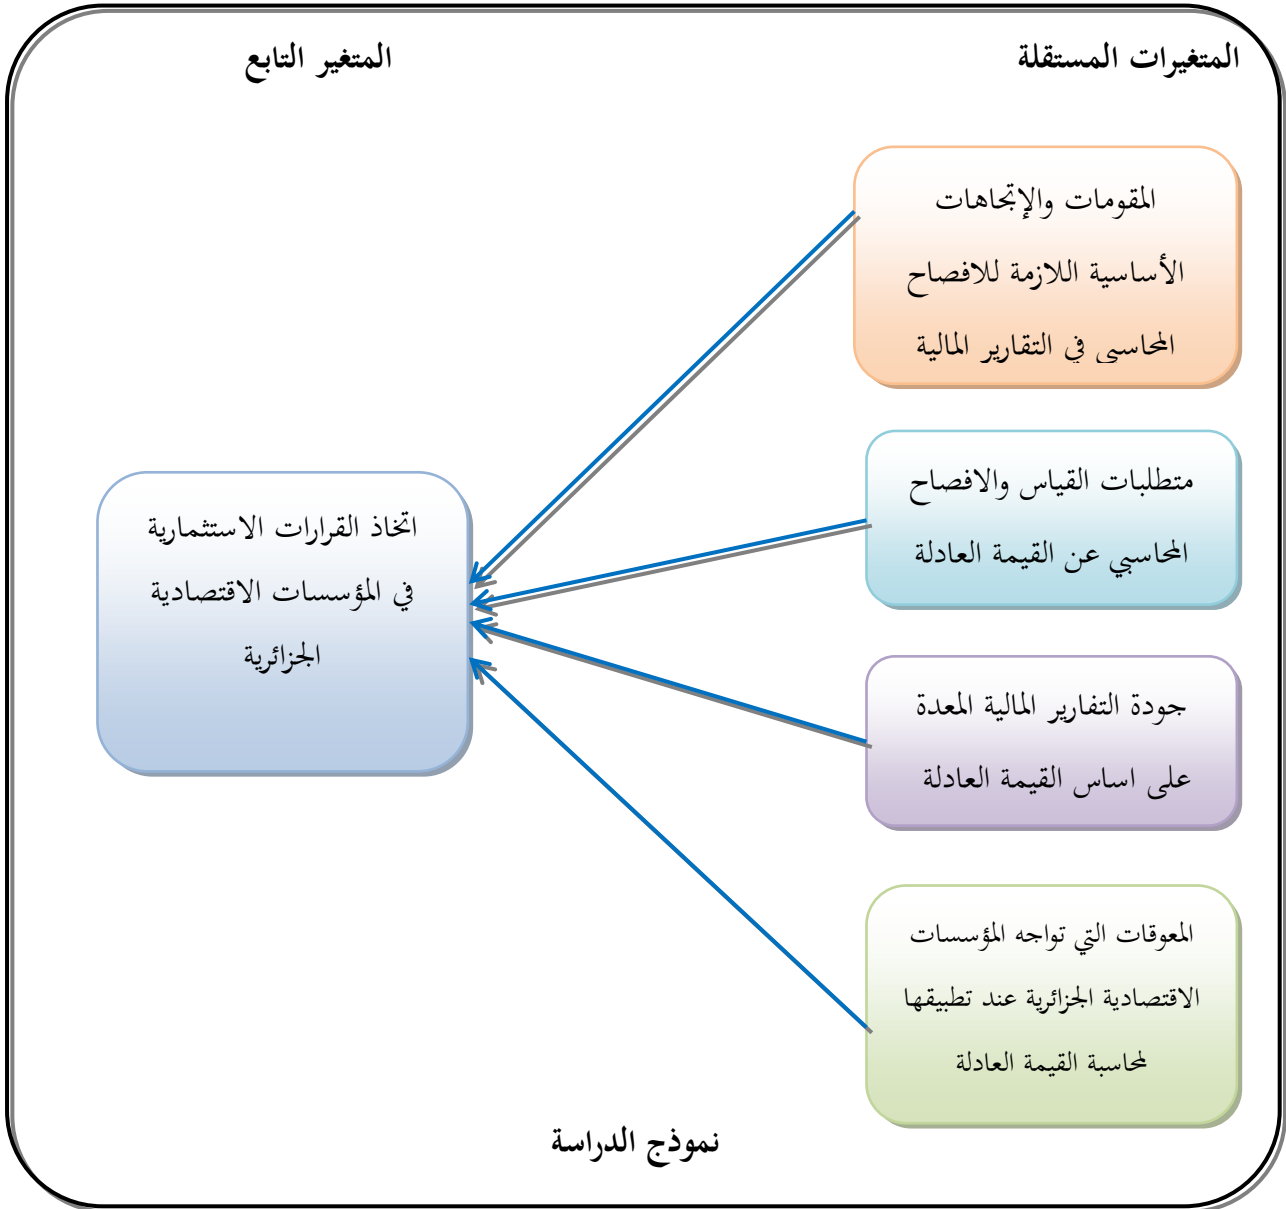 المتغيرات المستقلة
المتغير التابع
المقومات والإتجاهات
الأساسية اللازمة للافصاح
المحاسبي في التقارير المالية
متطلبات القياس والافصاح
المحاسبي عن القيمة العادلة
جودة التفارير المالية المعدة
على اساس القيمة العادلة
المعوقات التي تواجه المؤسسات
الاقتصادية الجزائرية عند تطبيقها
لمحاسبة القيمة العادلة
اتخاذ القرارات الاستثمارية
في المؤسسات الاقتصادية
الجزائرية
نموذج الدراسة